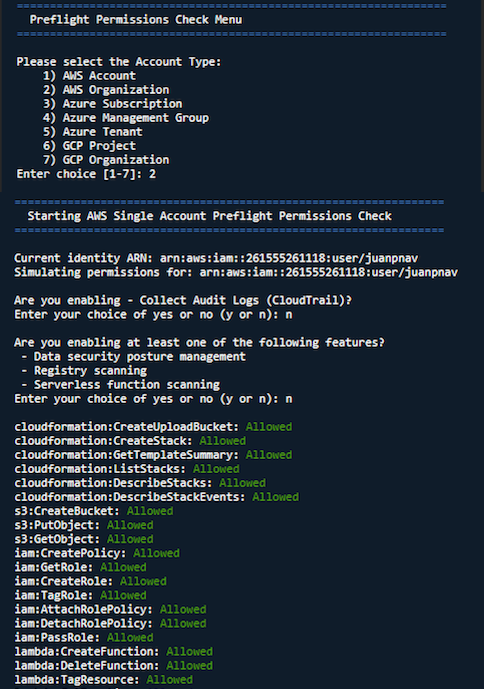 Preflight Permissions Check Menu
Please select the Account Type:
1) AWS Account
2) AWS Organization
3) Azure Subscription
4) Azure Management Group
5) Azure Tenant
6) GCP Project
7) GCP Organization
Enter choice [1-7]: 2
Starting AWS Single Account Preflight Permissions Check
Current identity ARN: arn:aws:iam::261555261118:user/juanpnav
Simulating permissions for: arn:aws:iam::261555261118:user/juanpnav
Are you enabling - Collect Audit Logs (CloudTrail)?
Enter your choice of yes or no (y or n): n
Are you enabling at least one of the following features?
- Data security posture management
- Registry scanning
- Serverless function scanning
Enter your choice of yes or no (y or n): n
cloudformation:CreateUploadBucket: Allowed
cloudformation:CreateStack: Allowed
cloudformation:GetTemplateSummary: Allowed
cloudformation:ListStacks: Allowed
cloudformation:DescribeStacks: Allowed
cloudformation:DescribeStackEvents: Allowed
s3:CreateBucket: Allowed
s3:PutObject: Allowed
s3:GetObject: Allowed
iam:CreatePolicy: Allowed
iam:GetRole: Allowed
iam:CreateRole: Allowed
iam:TagRole: Allowed
iam:AttachRolePolicy: Allowed
iam:DetachRolePolicy: Allowed
iam:PassRole: Allowed
lambda:CreateFunction: Allowed
lambda:DeleteFunction: Allowed
lambda:TagResource: Allowed